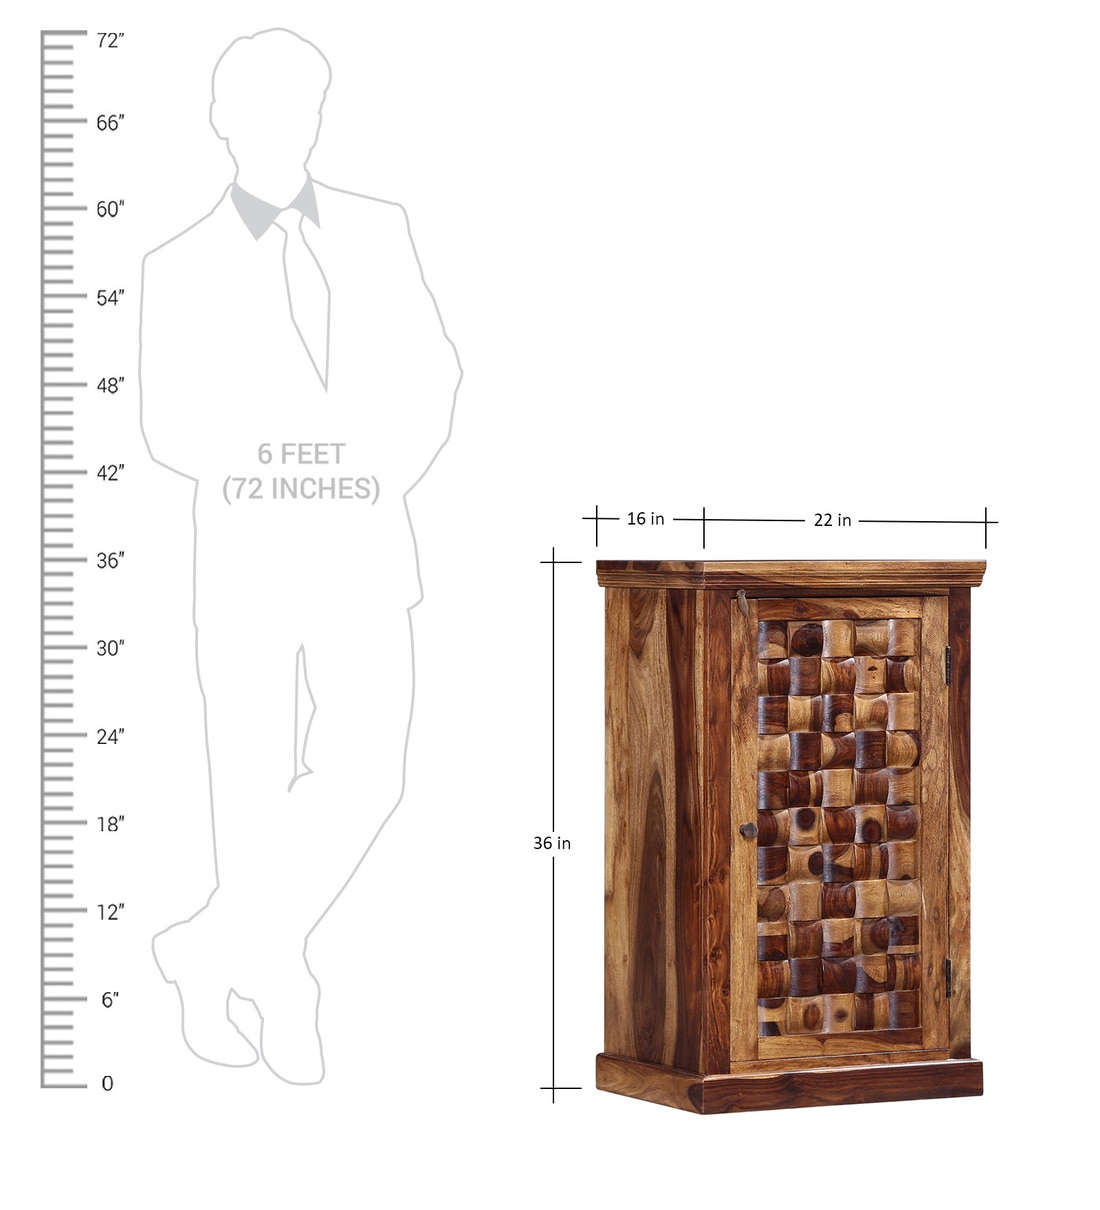 72”
66”
60”
54”
48”
42”
36”
30”
24”
18”
12”
6”
0
6 FEET
(72 INCHES)
16 in
22 in
36 in